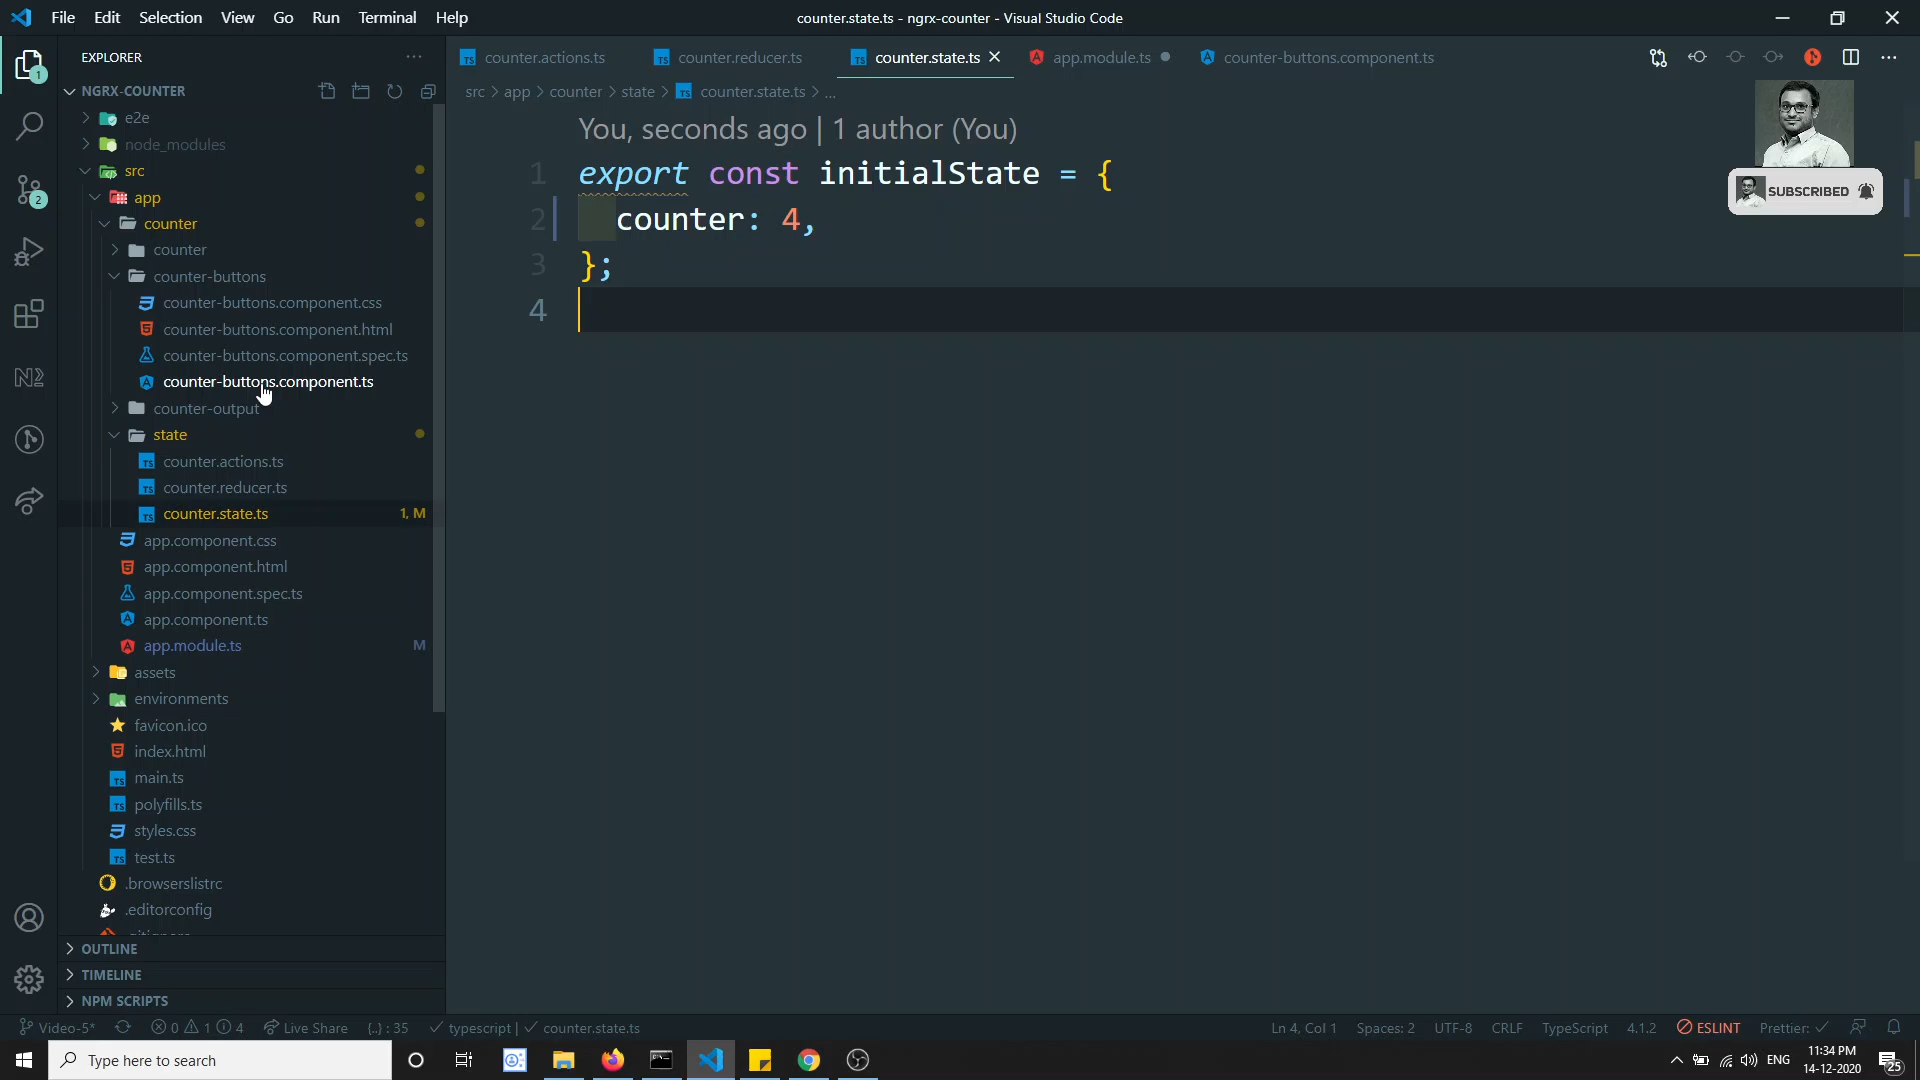 File Edit Selection View Go Run Terminal Help
counter.state.ts - ngrx-counter - Visual Studio Code
EXPLORER
counter.actions.ts
counter.reducer.ts
counter.state.ts
app.module.ts
counter-buttons.component.ts
1
NGRX-COUNTER
src > app > counter > state > counter.state.ts > ...
e2e
node_modules
src
app
counter
counter
counter-buttons
counter-buttons.component.css
counter-buttons.component.html
counter-buttons.component.spec.ts
counter-buttons.component.ts
counter-output
state
counter.actions.ts
counter.reducer.ts
counter.state.ts 1, M
app.component.css
app.component.html
app.component.spec.ts
app.component.ts
app.module.ts M
assets
environments
favicon.ico
index.html
main.ts
polyfills.ts
styles.css
test.ts
.browserslistrc
.editorconfig
.gitignore
OUTLINE
TIMELINE
NPM SCRIPTS
2
You, seconds ago | 1 author (You)
1 export const initialState = {
2 counter: 4,
3 };
4
SUBSCRIBED
Video-5* 0 1 4 Live Share {..} : 35 typescript | counter.state.ts
Ln 4, Col 1 Spaces: 2 UTF-8 CRLF TypeScript 4.1.2 ESLINT Prettier:
Type here to search
ENG
11:34 PM
14-12-2020
25